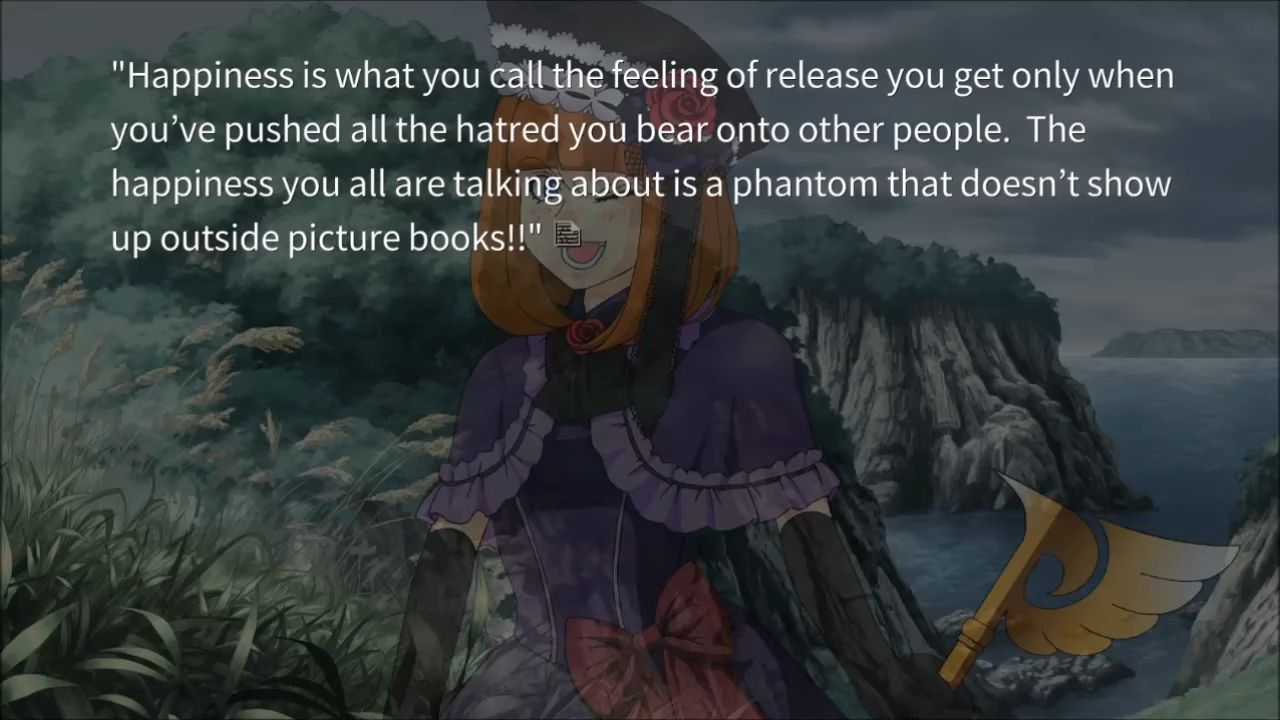 "Happiness is what you call the feeling of release you get only when
you’ve pushed all the hatred you bear onto other people.  The
happiness you all are talking about is a phantom that doesn’t show
up outside picture books!!"